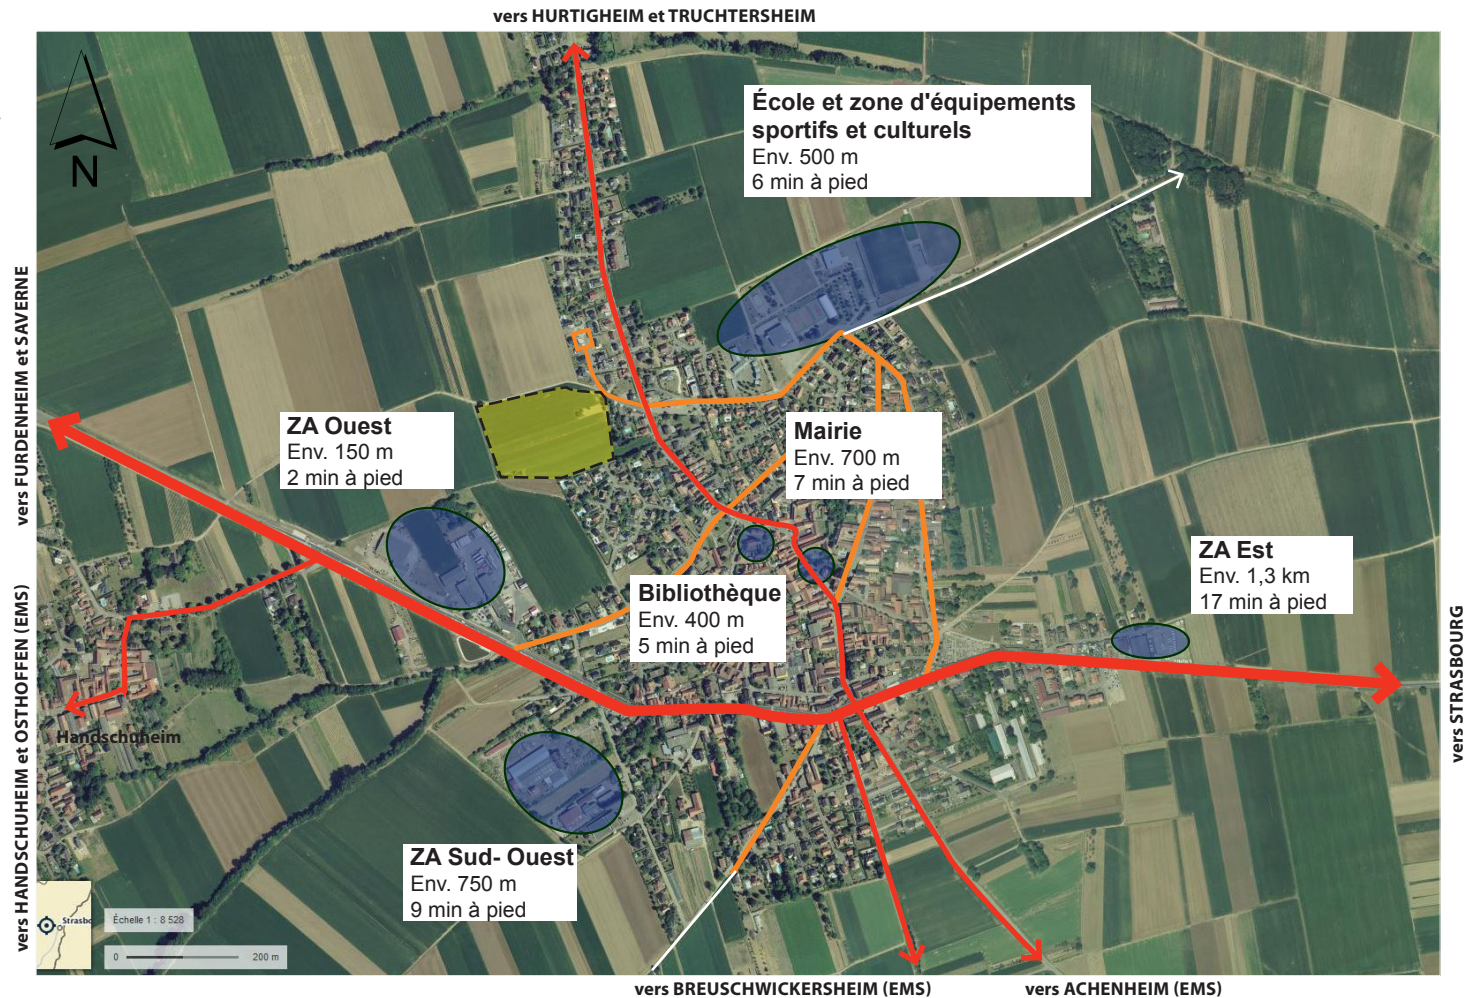 vers HURTIGHEIM et TRUCHTERSHEIM
École et zone d'équipements
sportifs et culturels
Env. 500 m
6 min à pied
N
vers FURDENHEIM et SAVERNE
ZA Ouest
Env. 150 m
2 min à pied
Mairie
Env. 700 m
7 min à pied
ZA Est
Env. 1,3 km
17 min à pied
Bibliothèque
Env. 400 m
5 min à pied
vers HANDSCHUHEIM et OSTHOFFEN (EMS)
vers STRASBOURG
Handschuheim
ZA Sud- Ouest
Env. 750 m
9 min à pied
Strasbo
Échelle 1 : 8 528
0 200 m
vers BREUSCHWICKERSHEIM (EMS)
vers ACHENHEIM (EMS)